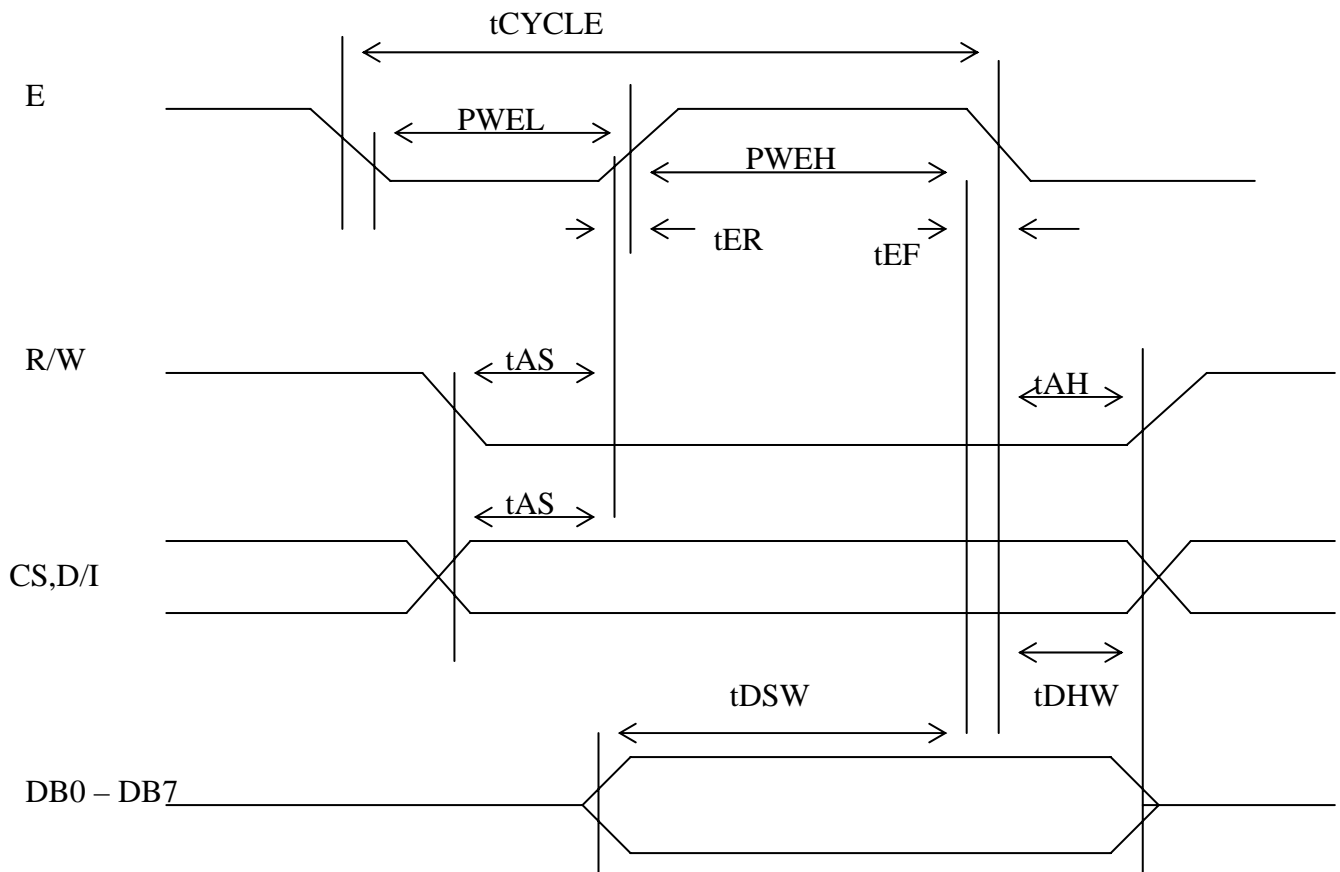 tCYCLE
E
PWEL
PWEH
tER
tEF
R/W
tAS
tAH
tAS
CS,D/I
tDSW
tDHW
DB0 – DB7